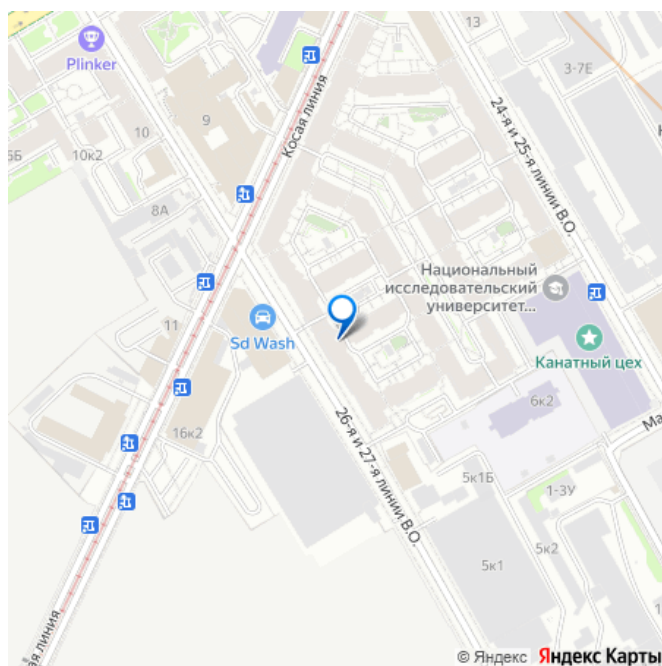 13
3-7Е
Plinker
Косая линия
9
10
24-я и 25-я линии В.О.
5Б
10к2
8А
Национальный
исследовательский
университет...
11
Sd Wash
Канатный цех
6к2
26-я и 27-я линии В.О.
Ма
16к2
5к1Б
1-3У
5к2
5к1
ая линия
© Яндекс Яндекс Карты